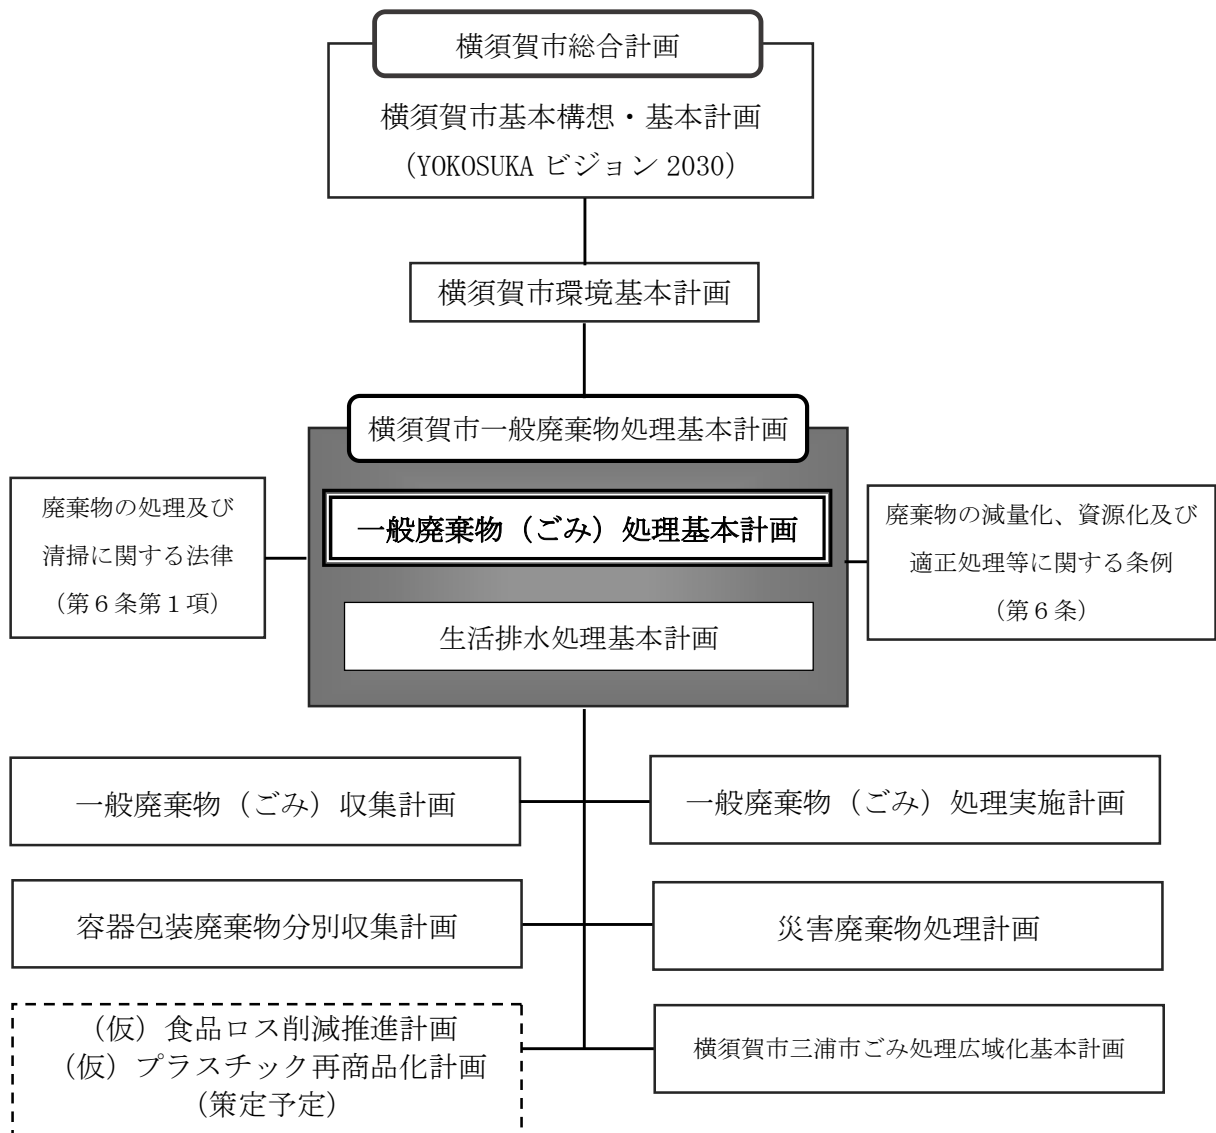 横須賀市総合計画
横須賀市基本構想・基本計画
（YOKOSUKA ビジョン 2030）
横須賀市環境基本計画
横須賀市一般廃棄物処理基本計画
廃棄物の処理及び
清掃に関する法律
（第６条第１項）
一般廃棄物（ごみ）処理基本計画
生活排水処理基本計画
廃棄物の減量化、資源化及び
適正処理等に関する条例
（第６条）
一般廃棄物（ごみ）収集計画
一般廃棄物（ごみ）処理実施計画
容器包装廃棄物分別収集計画
災害廃棄物処理計画
（仮）食品ロス削減推進計画
（仮）プラスチック再商品化計画
（策定予定）
横須賀市三浦市ごみ処理広域化基本計画